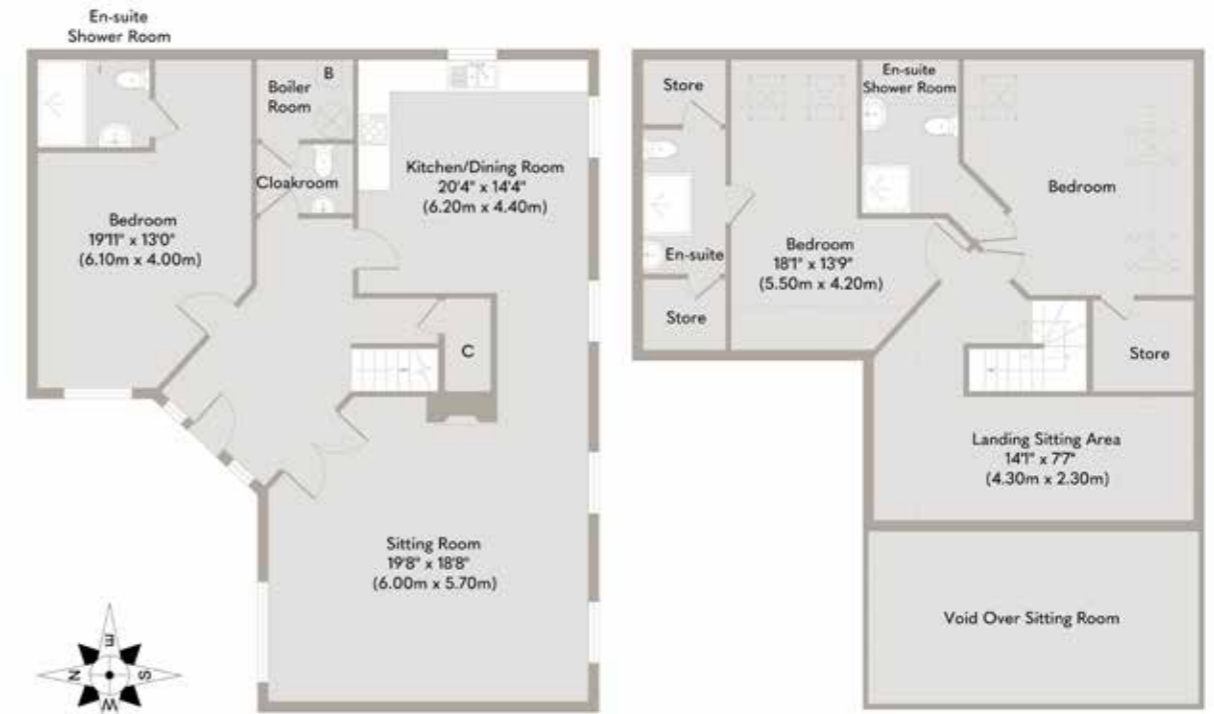 En-suite
Shower Room
B
Boiler
Room
Cloakroom
Kitchen/Dining Room
20'4" x 14'4"
(6.20m x 4.40m)
Bedroom
19'11" x 13'0"
(6.10m x 4.00m)
C
Sitting Room
19'8" x 18'8"
(6.00m x 5.70m)
E
N
S
W
Store
En-suite
Shower Room
Bedroom
En-suite
Bedroom
18'1" x 13'9"
(5.50m x 4.20m)
Store
Store
Landing Sitting Area
14'1" x 7'7"
(4.30m x 2.30m)
Void Over Sitting Room